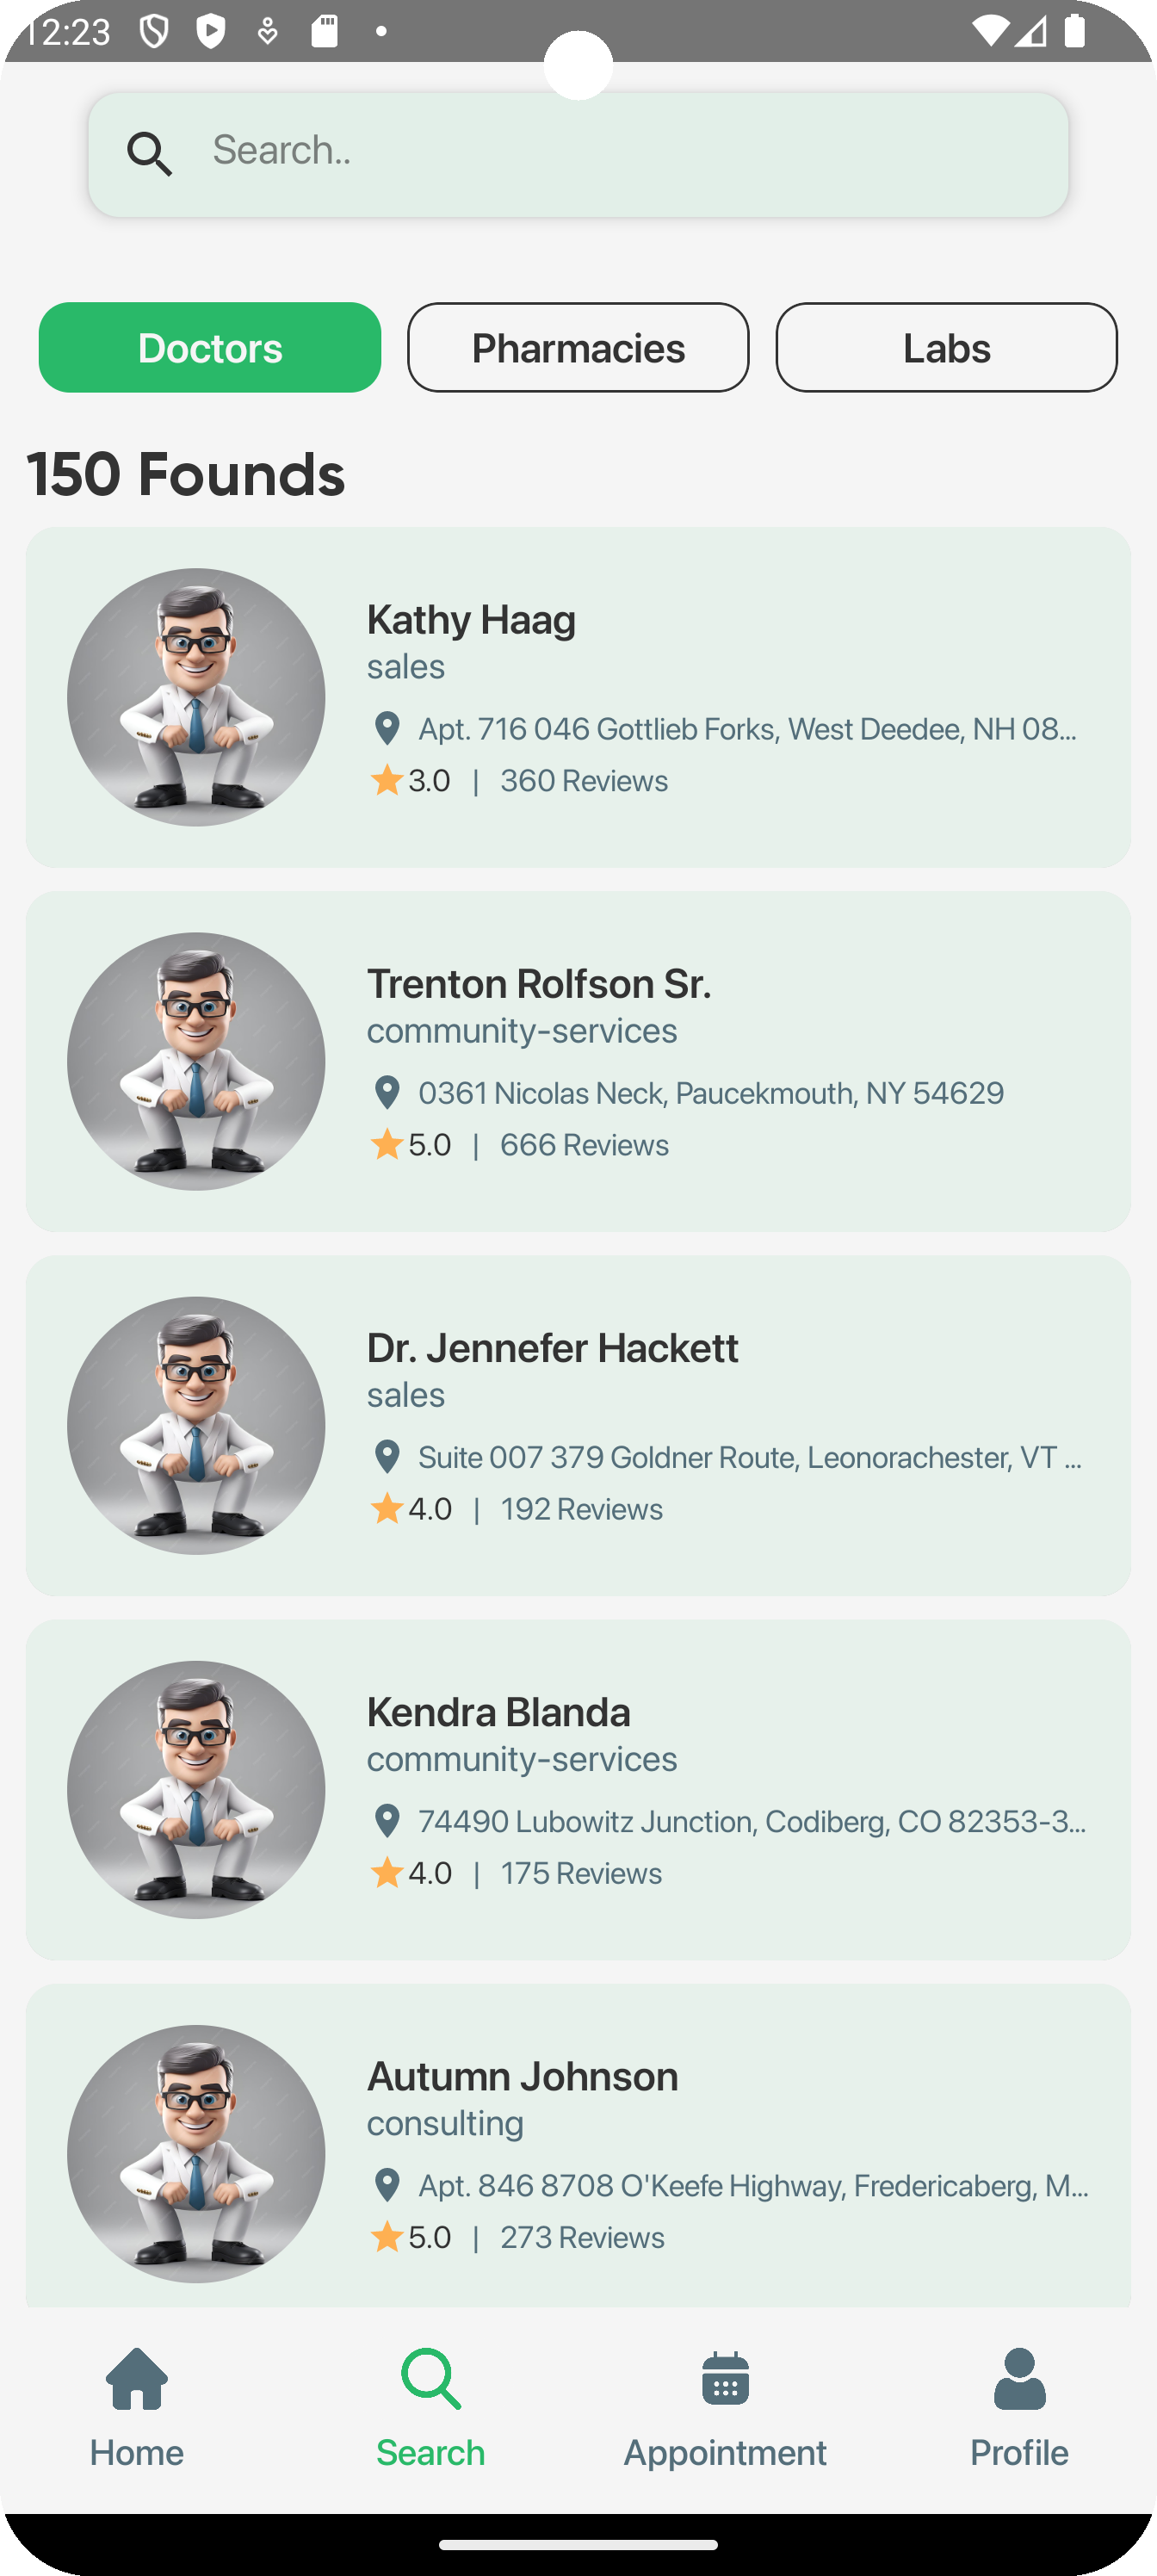 12:23
Search..
Doctors
Pharmacies
Labs
150 Founds
Kathy Haag
sales
Apt. 716 046 Gottlieb Forks, West Deedee, NH 08...
3.0 | 360 Reviews
Trenton Rolfson Sr.
community-services
0361 Nicolas Neck, Paucekmouth, NY 54629
5.0 | 666 Reviews
Dr. Jennefer Hackett
sales
Suite 007 379 Goldner Route, Leonorachester, VT ...
4.0 | 192 Reviews
Kendra Blanda
community-services
74490 Lubowitz Junction, Codiberg, CO 82353-3...
4.0 | 175 Reviews
Autumn Johnson
consulting
Apt. 846 8708 O'Keefe Highway, Fredericaberg, M...
5.0 | 273 Reviews
Home
Search
Appointment
Profile